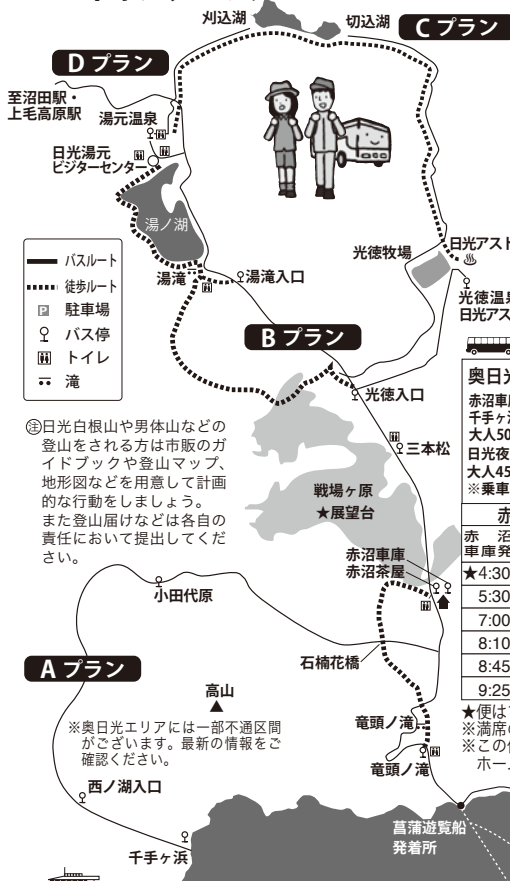 刈込湖
切込湖
Cプラン
Dプラン
至沼田駅・
上毛高原駅
湯元温泉
日光湯元
ビジターセンター
湯ノ湖
光徳牧場
日光アスト
湯滝
湯滝入口
光徳温泉
日光アス
バスルート
徒歩ルート
P 駐車場
バス停
トイレ
滝
Bプラン
光徳入口
三本松
奥日光
赤沼車庫
千手ヶ浜
大人50
日光夜
大人45
※乗車
㊟日光白根山や男体山などの
登山をされる方は市販のガ
イドブックや登山マップ、
地形図などを用意して計画
的な行動をしましょう。
また登山届けなどは各自の
責任において提出してくだ
さい。
戦場ヶ原
★展望台
赤沼車庫
赤沼茶屋
赤
赤 沼
車庫発
★4:30
5:30
7:00
8:10
8:45
9:25
★便は
※満席の
※この
ホーム
小田代原
石楠花橋
Aプラン
高山
▲
※奥日光エリアには一部不通区間
がございます。最新の情報をご
確認ください。
竜頭ノ滝
竜頭ノ滝
西ノ湖入口
千手ヶ浜
菖蒲遊覧船
発着所